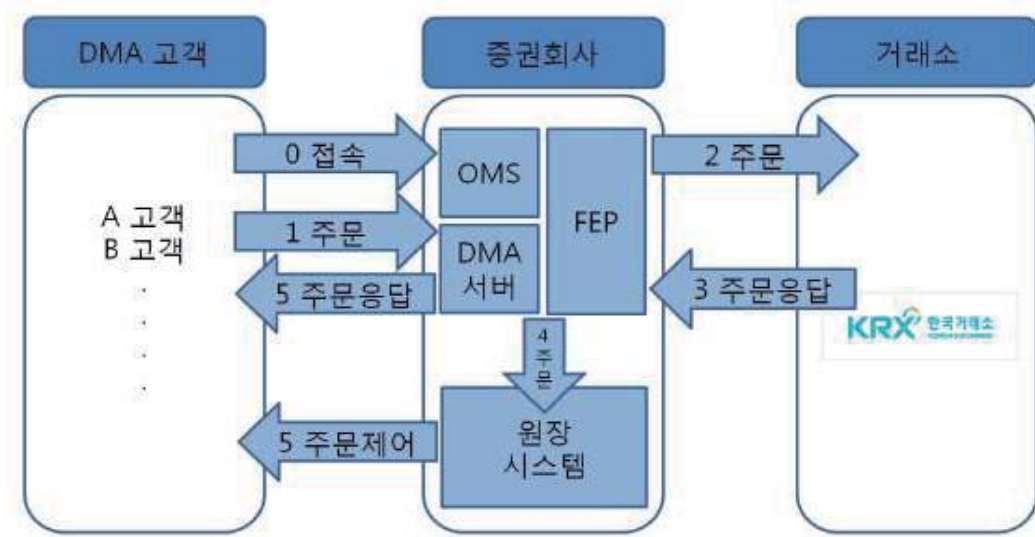 DMA 고객
증권회사
거래소
0 접속
OMS
FEP
2 주문
A 고객
B 고객
1 주문
DMA
서버
5 주문응답
3 주문응답
KRX 한국거래소
4
주
문
5 주문제어
원장
시스템